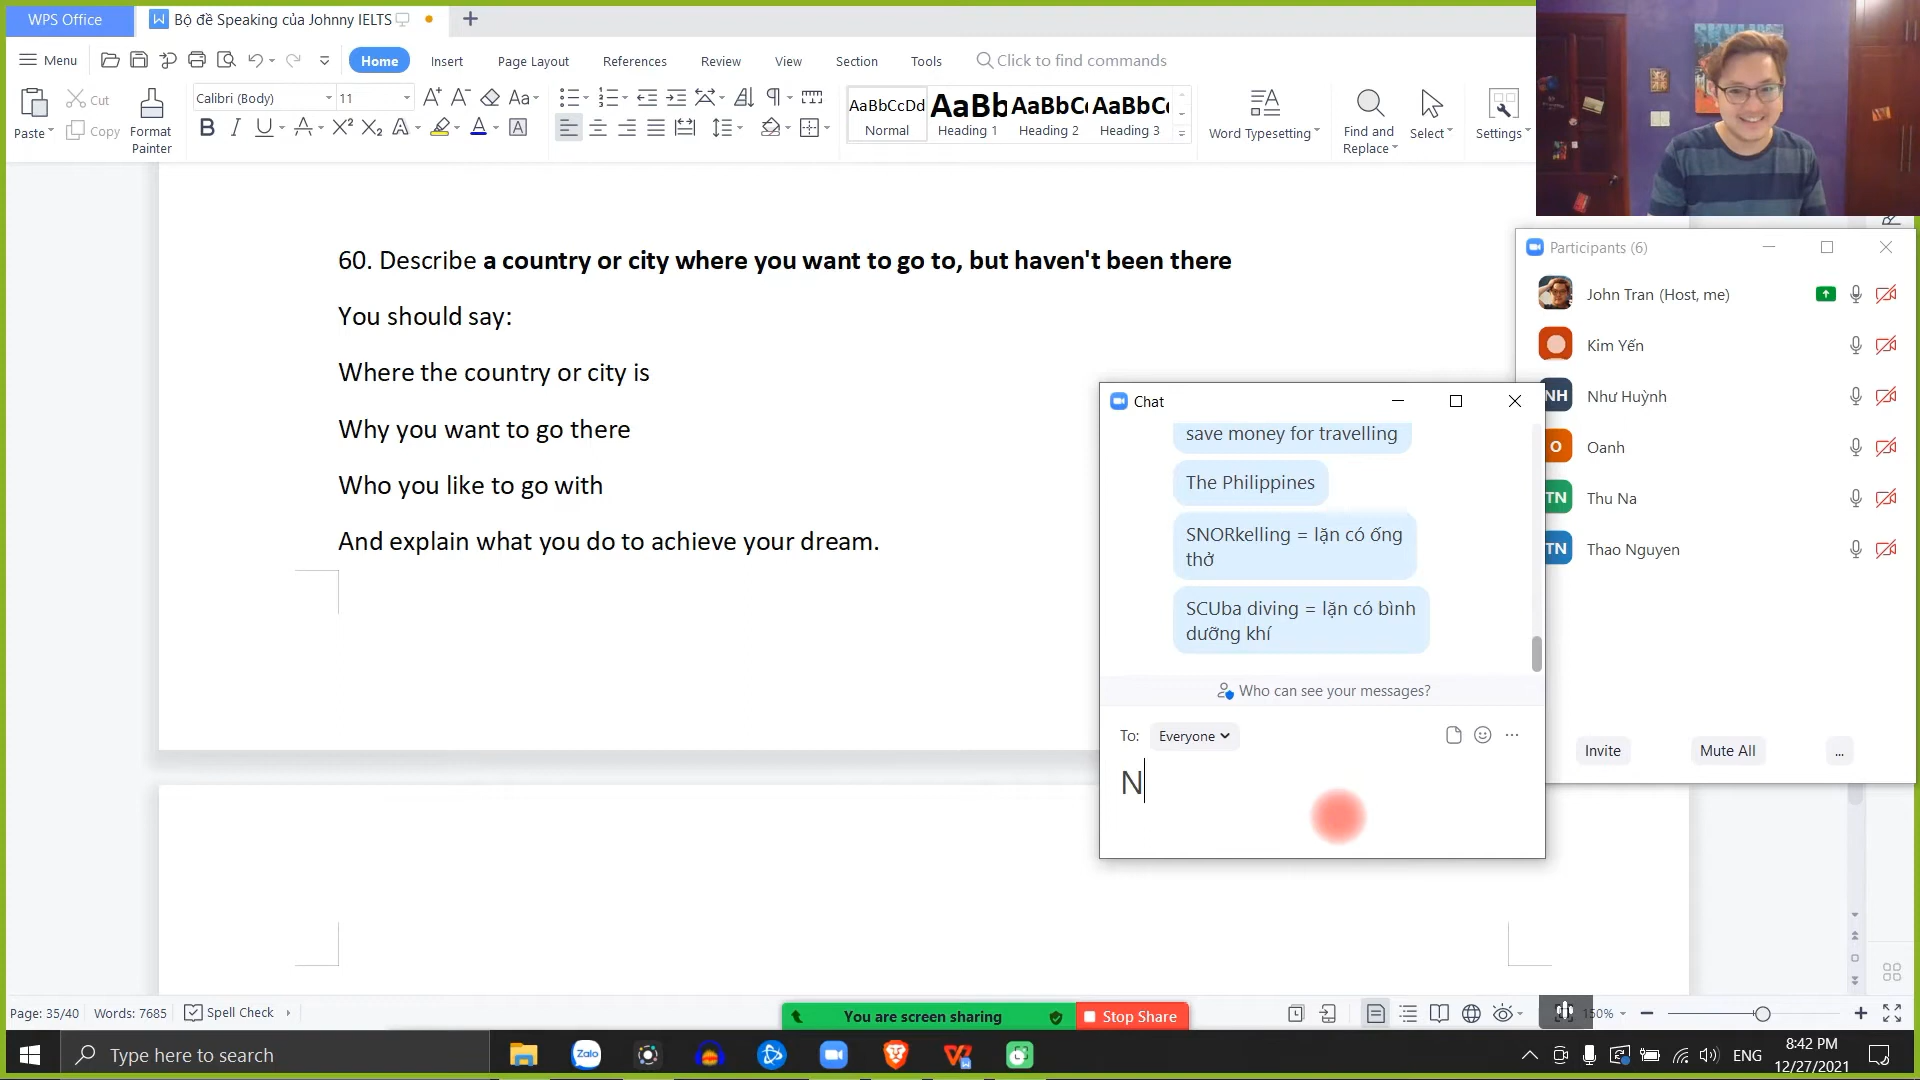 WPS Office
Bộ đề Speaking của Johnny IELTS
Menu
Home
Insert
Page Layout
References
Review
View
Section
Tools
Click to find commands
Paste
Cut
Copy
Format
Painter
Calibri (Body)
11
AaBbCcDd
Normal
AaBb
Heading 1
AaBbC
Heading 2
AaBbC
Heading 3
Word Typesetting
Find and
Replace
Select
Settings
60. Describe a country or city where you want to go to, but haven't been there
You should say:
Where the country or city is
Why you want to go there
Who you like to go with
And explain what you do to achieve your dream.
Participants (6)
John Tran (Host, me)
Kim Yến
NH
Như Huỳnh
O
Oanh
TN
Thu Na
TN
Thao Nguyen
Invite
Mute All
...
Chat
save money for travelling
The Philippines
SNORkelling = lặn có ống
thở
SCUba diving = lặn có bình
dưỡng khí
Who can see your messages?
To: Everyone
N
Page: 35/40
Words: 7685
Spell Check
You are screen sharing
Stop Share
150%
Type here to search
Zalo
ENG
8:42 PM
12/27/2021